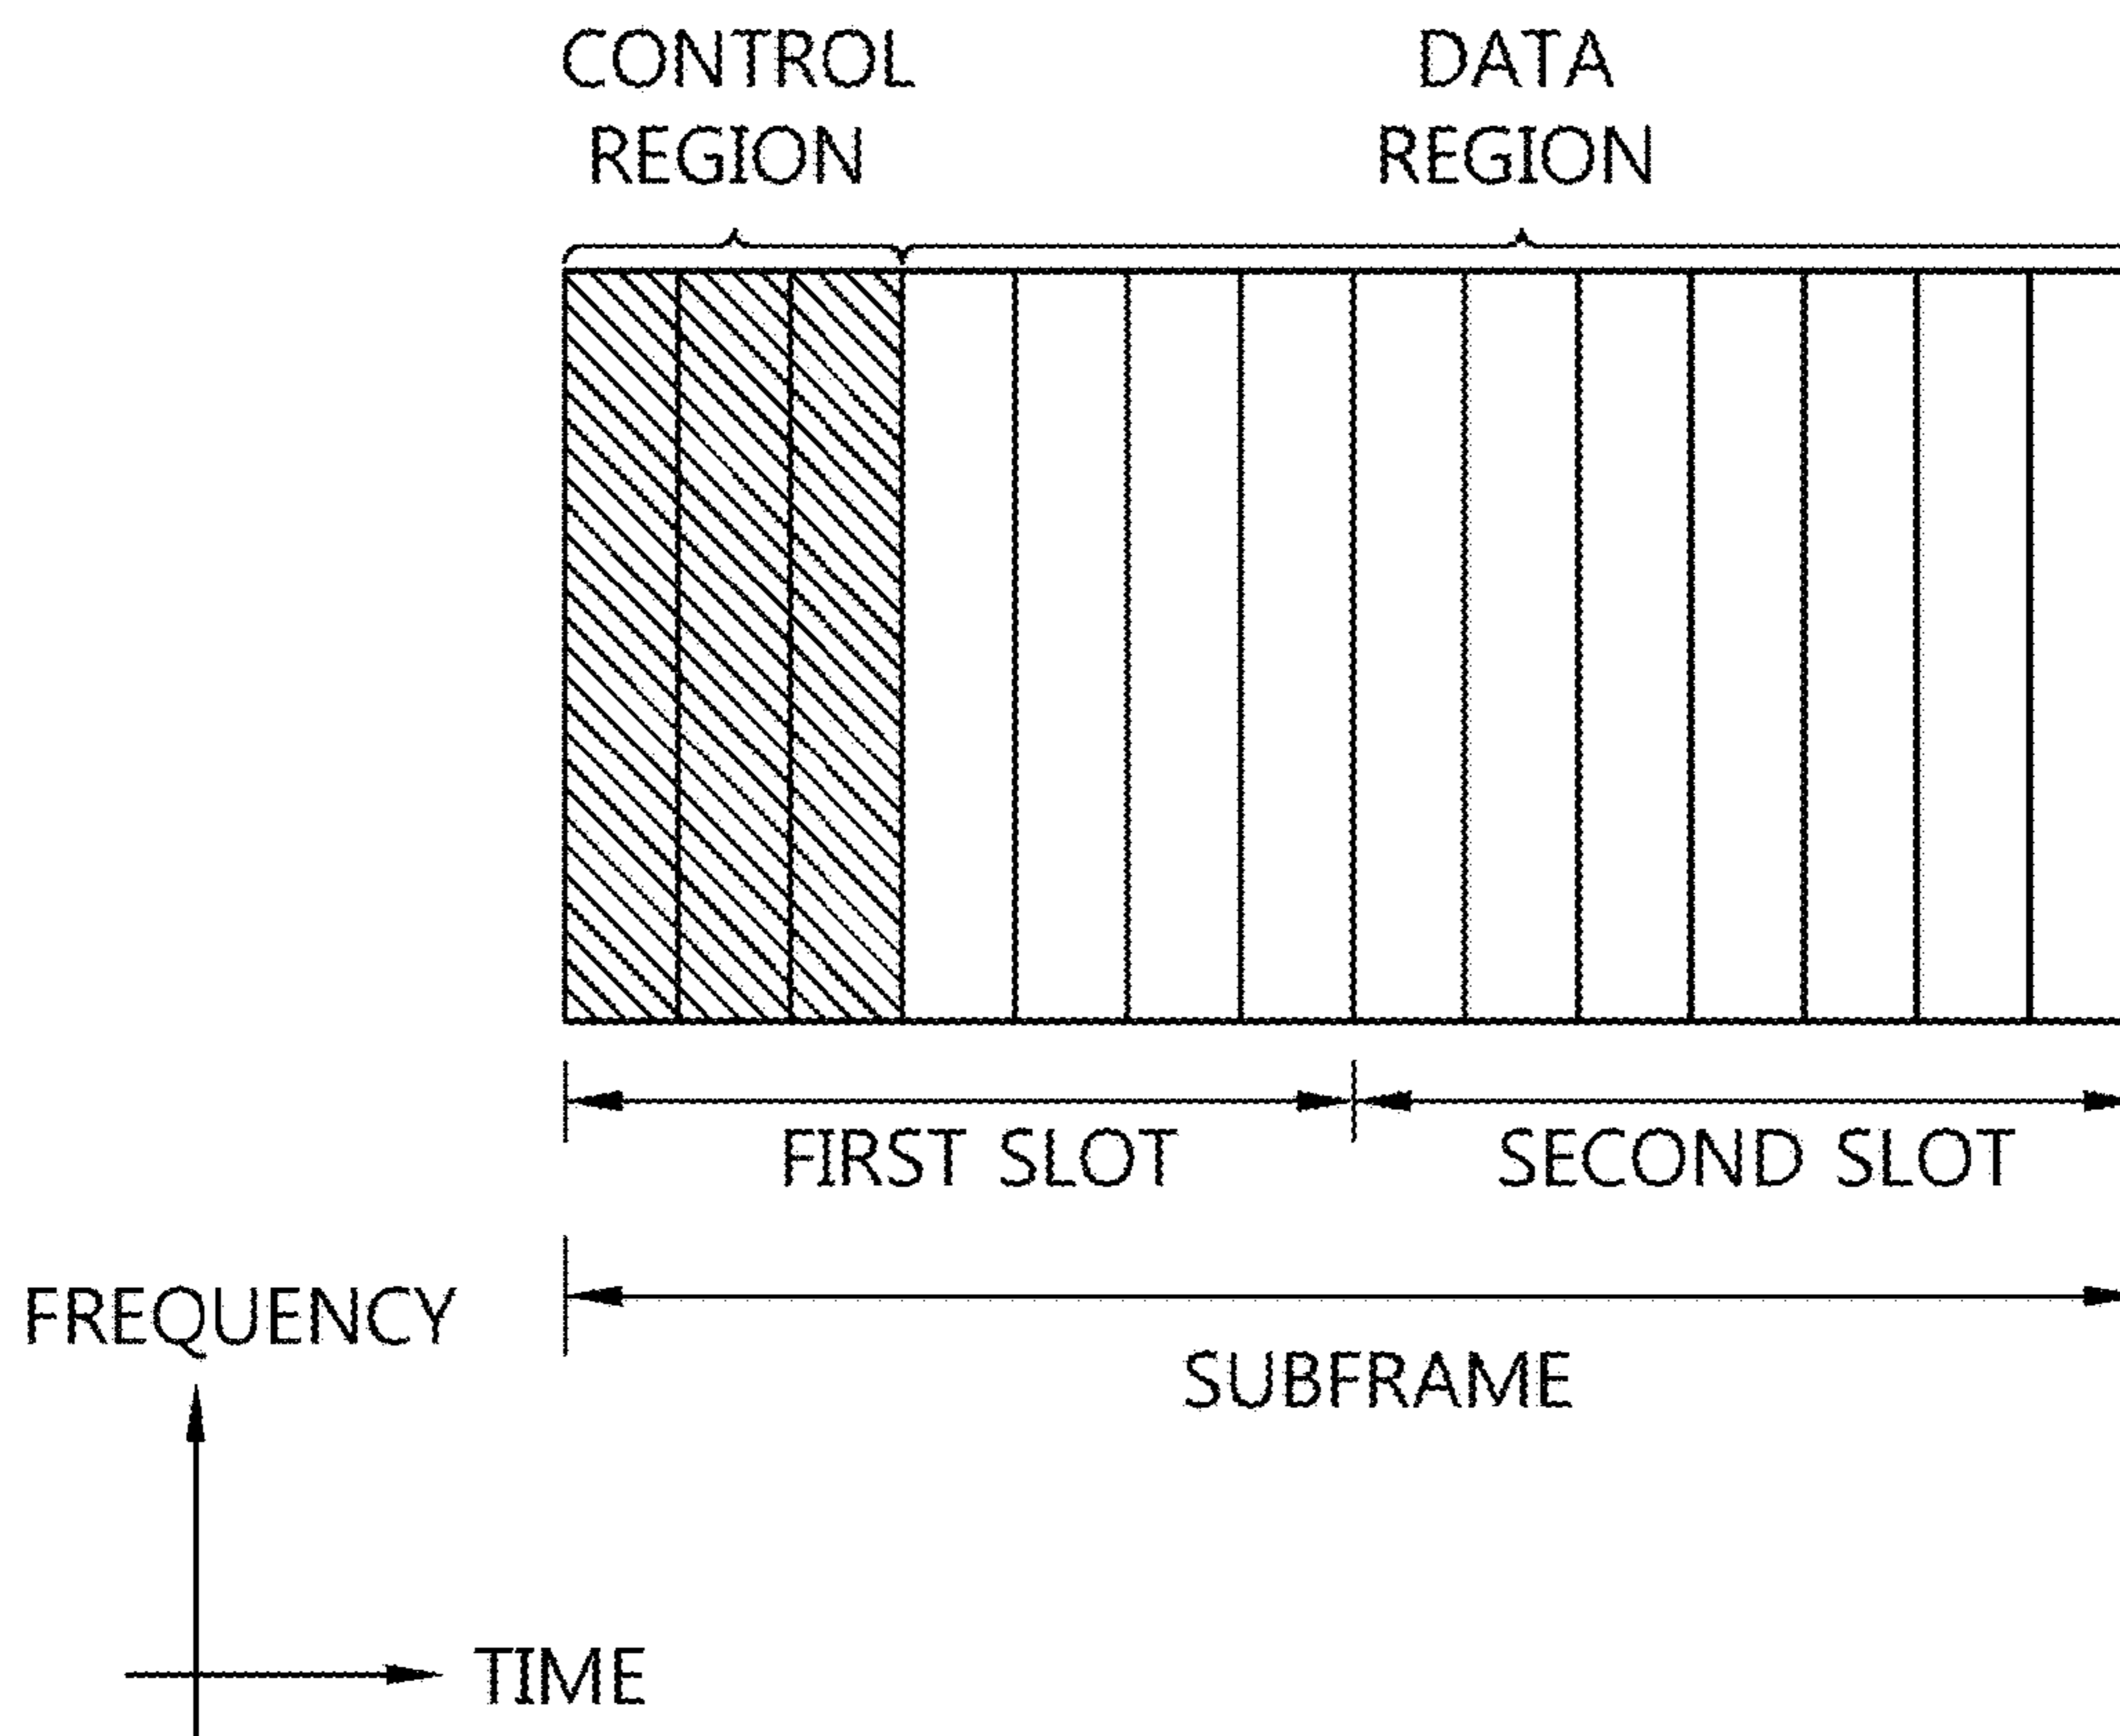 CONTROL
REGION
DATA
REGION
FIRST SLOT
SECOND SLOT
SUBFRAME
FREQUENCY
TIME